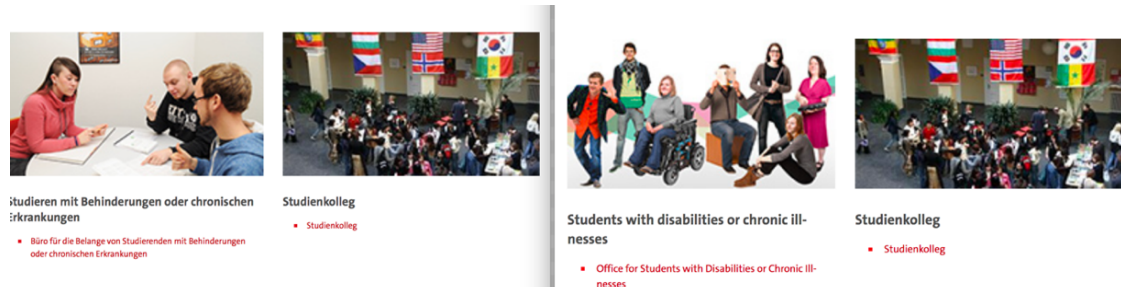 Studieren mit Behinderungen oder chronischen
Erkrankungen
Büro für die Belange von Studierenden mit Behinderungen
oder chronischen Erkrankungen
Studienkolleg
Studienkolleg
Students with disabilities or chronic ill-
nesses
Office for Students with Disabilities or Chronic Ill-
nesses
Studienkolleg
Studienkolleg